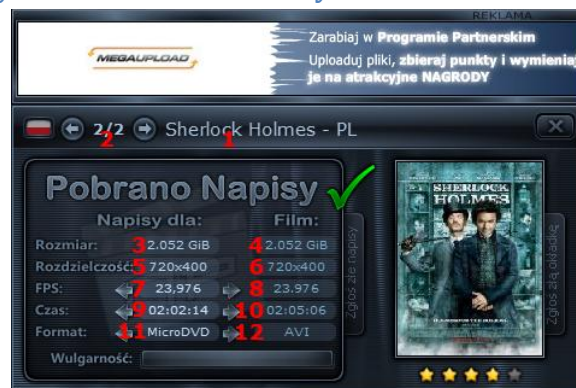 REKLAMA
MEGAUPLOAD
Zarabiaj w Programie Partnerskim
Uploaduj pliki, zbieraj punkty i wymieniaj
je na atrakcyjne NAGRODY
2/2 Sherlock Holmes - PL
2 1
Pobrano Napisy
Napisy dla: Film:
Rozmiar: 3 2.052 GiB 4 2.052 GiB
Rozdzielczość: 5 720x400 6 720x400
FPS: 7 23,976 8 23.976
Czas: 9 02:02:14 10 02:05:06
Format: 11 MicroDVD 12 AVI
Wulgarność:
Zgłoś złe napisy
SHERLOCK
HOLMES
Zgłoś złą okładkę